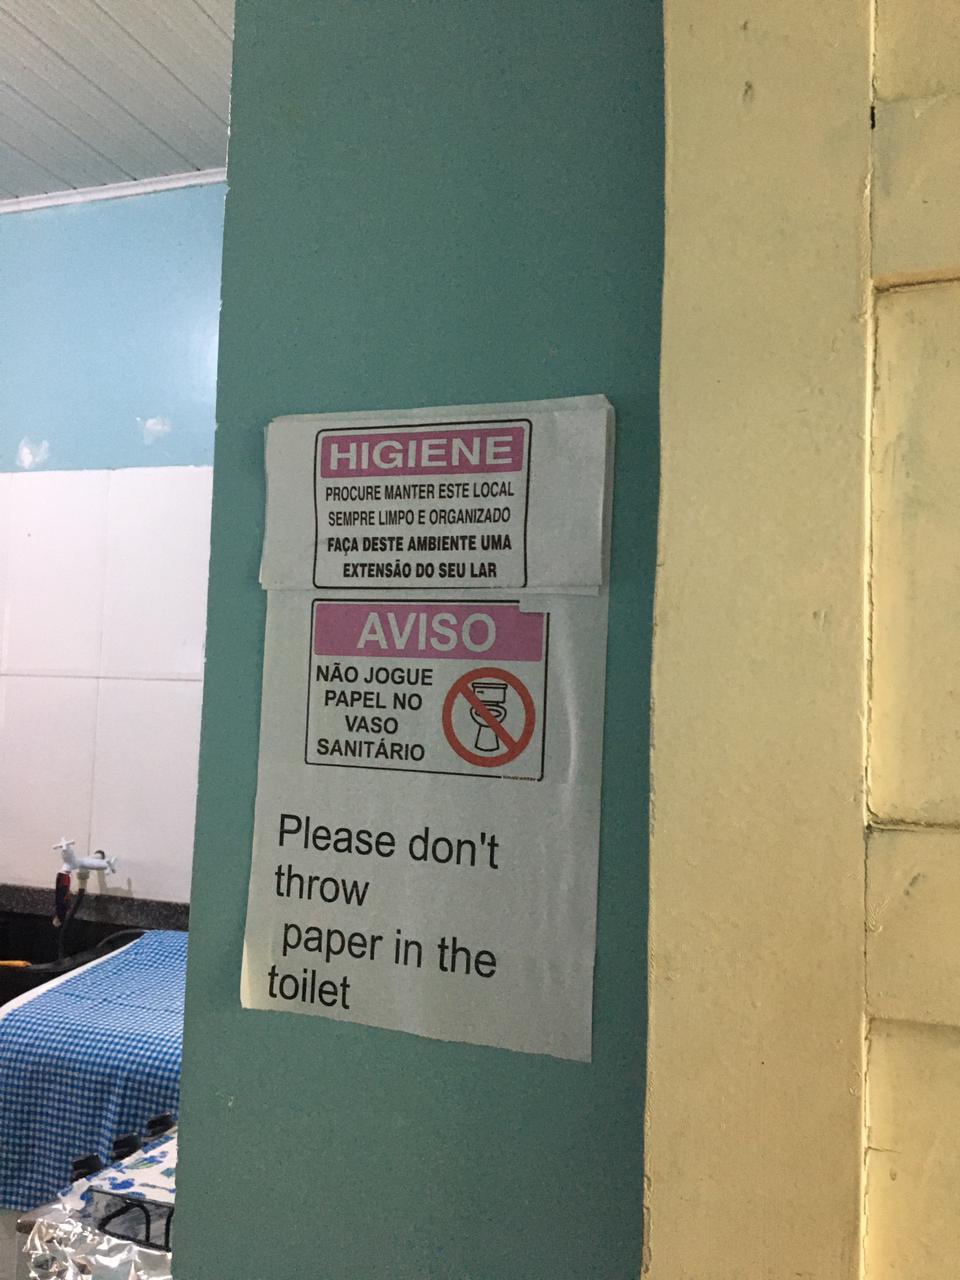 HIGIENE
PROCURE MANTER ESTE LOCAL
SEMPRE LIMPO E ORGANIZADO
FAÇA DESTE AMBIENTE UMA
EXTENSÃO DO SEU LAR
AVISO
NÃO JOGUE
PAPEL NO
VASO
SANITÁRIO
Please don't
throw
paper in the
toilet